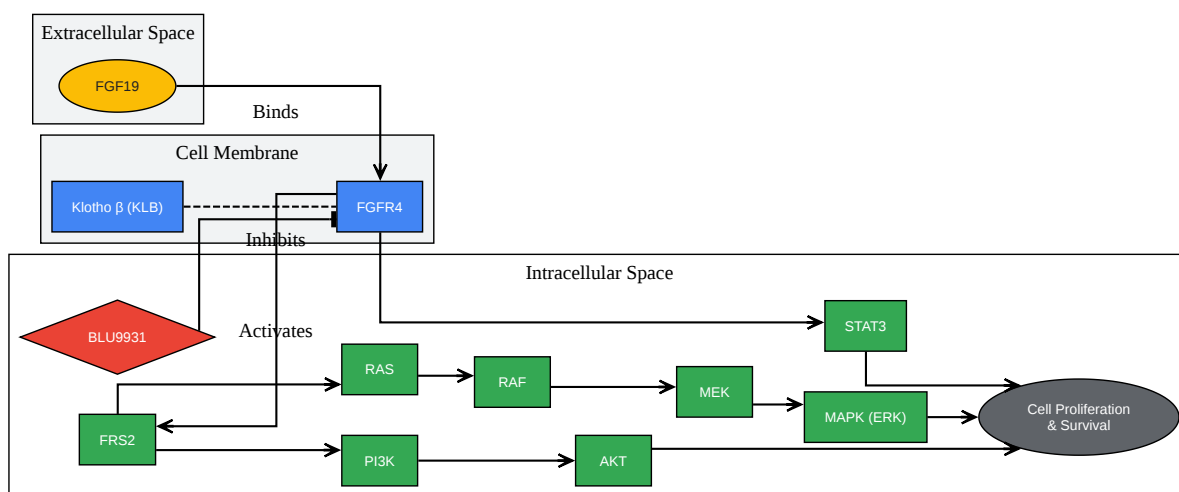 Extracellular Space
FGF19
Binds
Cell Membrane
Klotho β (KLB)
FGFR4
Inhibits
Intracellular Space
BLU9931
Activates
STAT3
RAS
RAF
MEK
MAPK (ERK)
Cell Proliferation
& Survival
FRS2
PI3K
AKT